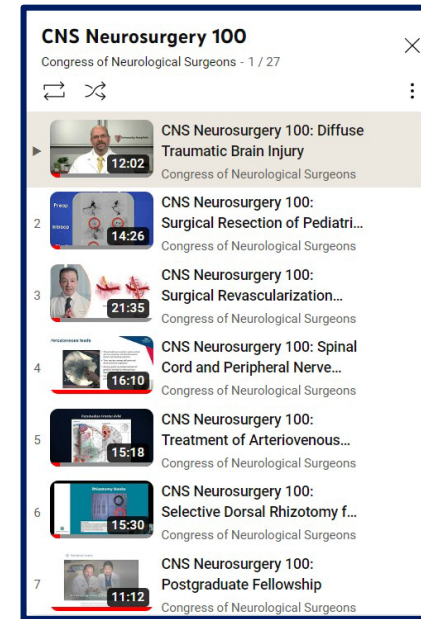 CNS Neurosurgery 100
Congress of Neurological Surgeons - 1 / 27
CNS Neurosurgery 100: Diffuse
Traumatic Brain Injury
Congress of Neurological Surgeons
12:02
2
CNS Neurosurgery 100:
Surgical Resection of Pediatri...
Congress of Neurological Surgeons
Preop
14:26
3
CNS Neurosurgery 100:
Surgical Revascularization...
Congress of Neurological Surgeons
21:35
4
CNS Neurosurgery 100: Spinal
Cord and Peripheral Nerve...
Congress of Neurological Surgeons
16:10
5
CNS Neurosurgery 100:
Treatment of Arteriovenous...
Congress of Neurological Surgeons
15:18
6
CNS Neurosurgery 100:
Selective Dorsal Rhizotomy f...
Congress of Neurological Surgeons
15:30
7
CNS Neurosurgery 100:
Postgraduate Fellowship
Congress of Neurological Surgeons
11:12